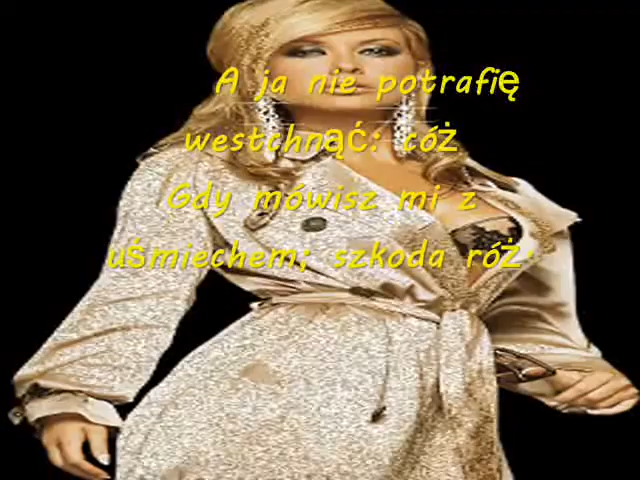 A ja nie potrafię
westchnąć: cóż
Gdy mówisz mi z
uśmiechem; szkoda róż.